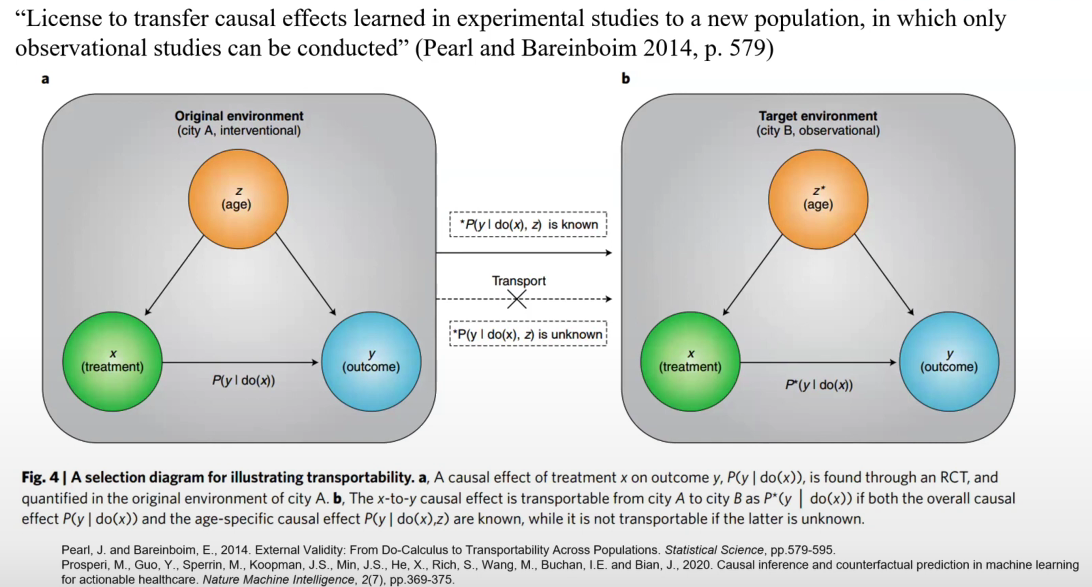 “License to transfer causal effects learned in experimental studies to a new population, in which only
observational studies can be conducted” (Pearl and Bareinboim 2014, p. 579)
a
Original environment
(city A, interventional)
z
(age)
x
(treatment)
P(y | do(x))
y
(outcome)
*P(y | do(x), z) is known
Transport
*P(y | do(x), z) is unknown
b
Target environment
(city B, observational)
z*
(age)
x
(treatment)
P*(y | do(x))
y
(outcome)
Fig. 4 | A selection diagram for illustrating transportability. a, A causal effect of treatment x on outcome y, P(y | do(x)), is found through an RCT, and
quantified in the original environment of city A. b, The x-to-y causal effect is transportable from city A to city B as P*(y | do(x)) if both the overall causal
effect P(y | do(x)) and the age-specific causal effect P(y | do(x),z) are known, while it is not transportable if the latter is unknown.
Pearl, J. and Bareinboim, E., 2014. External Validity: From Do-Calculus to Transportability Across Populations. Statistical Science, pp.579-595.
Prosperi, M., Guo, Y., Sperrin, M., Koopman, J.S., Min, J.S., He, X., Rich, S., Wang, M., Buchan, I.E. and Bian, J., 2020. Causal inference and counterfactual prediction in machine learning
for actionable healthcare. Nature Machine Intelligence, 2(7), pp.369-375.